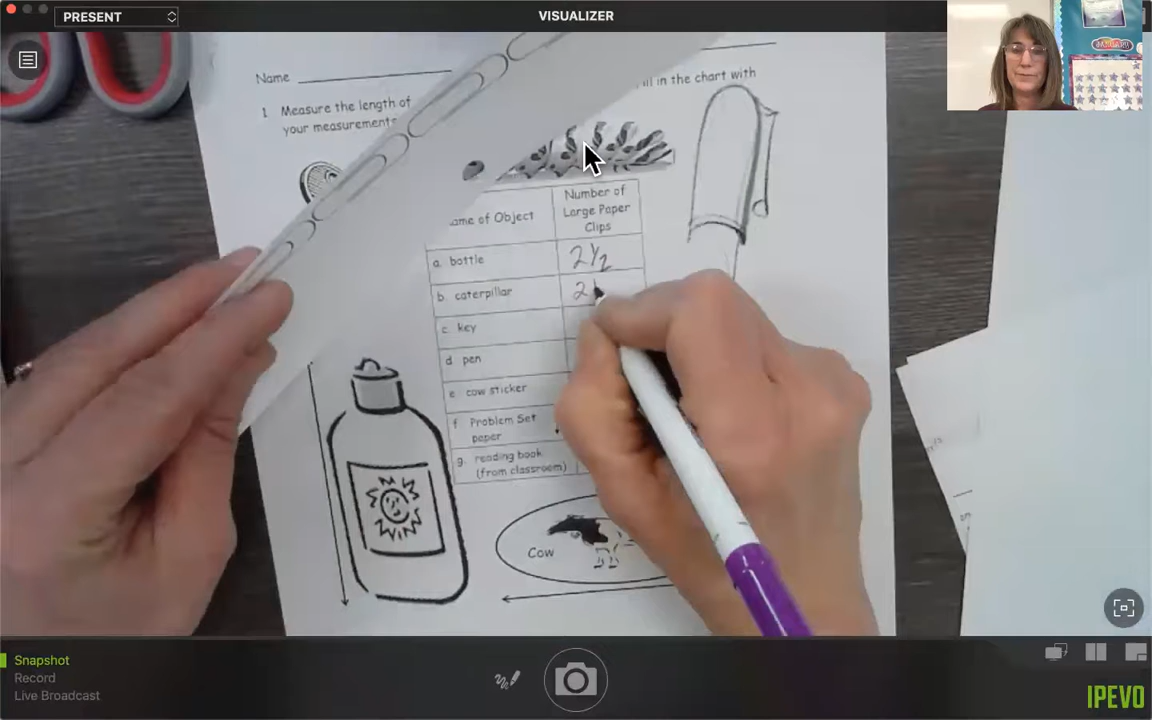 PRESENT
VISUALIZER
Name
ill in the chart with
1 Measure the length of
your measurements
Name of Object
Number of
Large Paper
Clips
a. bottle
2 1/2
b. caterpillar
2
c. key
d. pen
e cow sticker
f Problem Set
paper
g. reading book
(from classroom)
Cow
Snapshot
Record
Live Broadcast
IPEVO